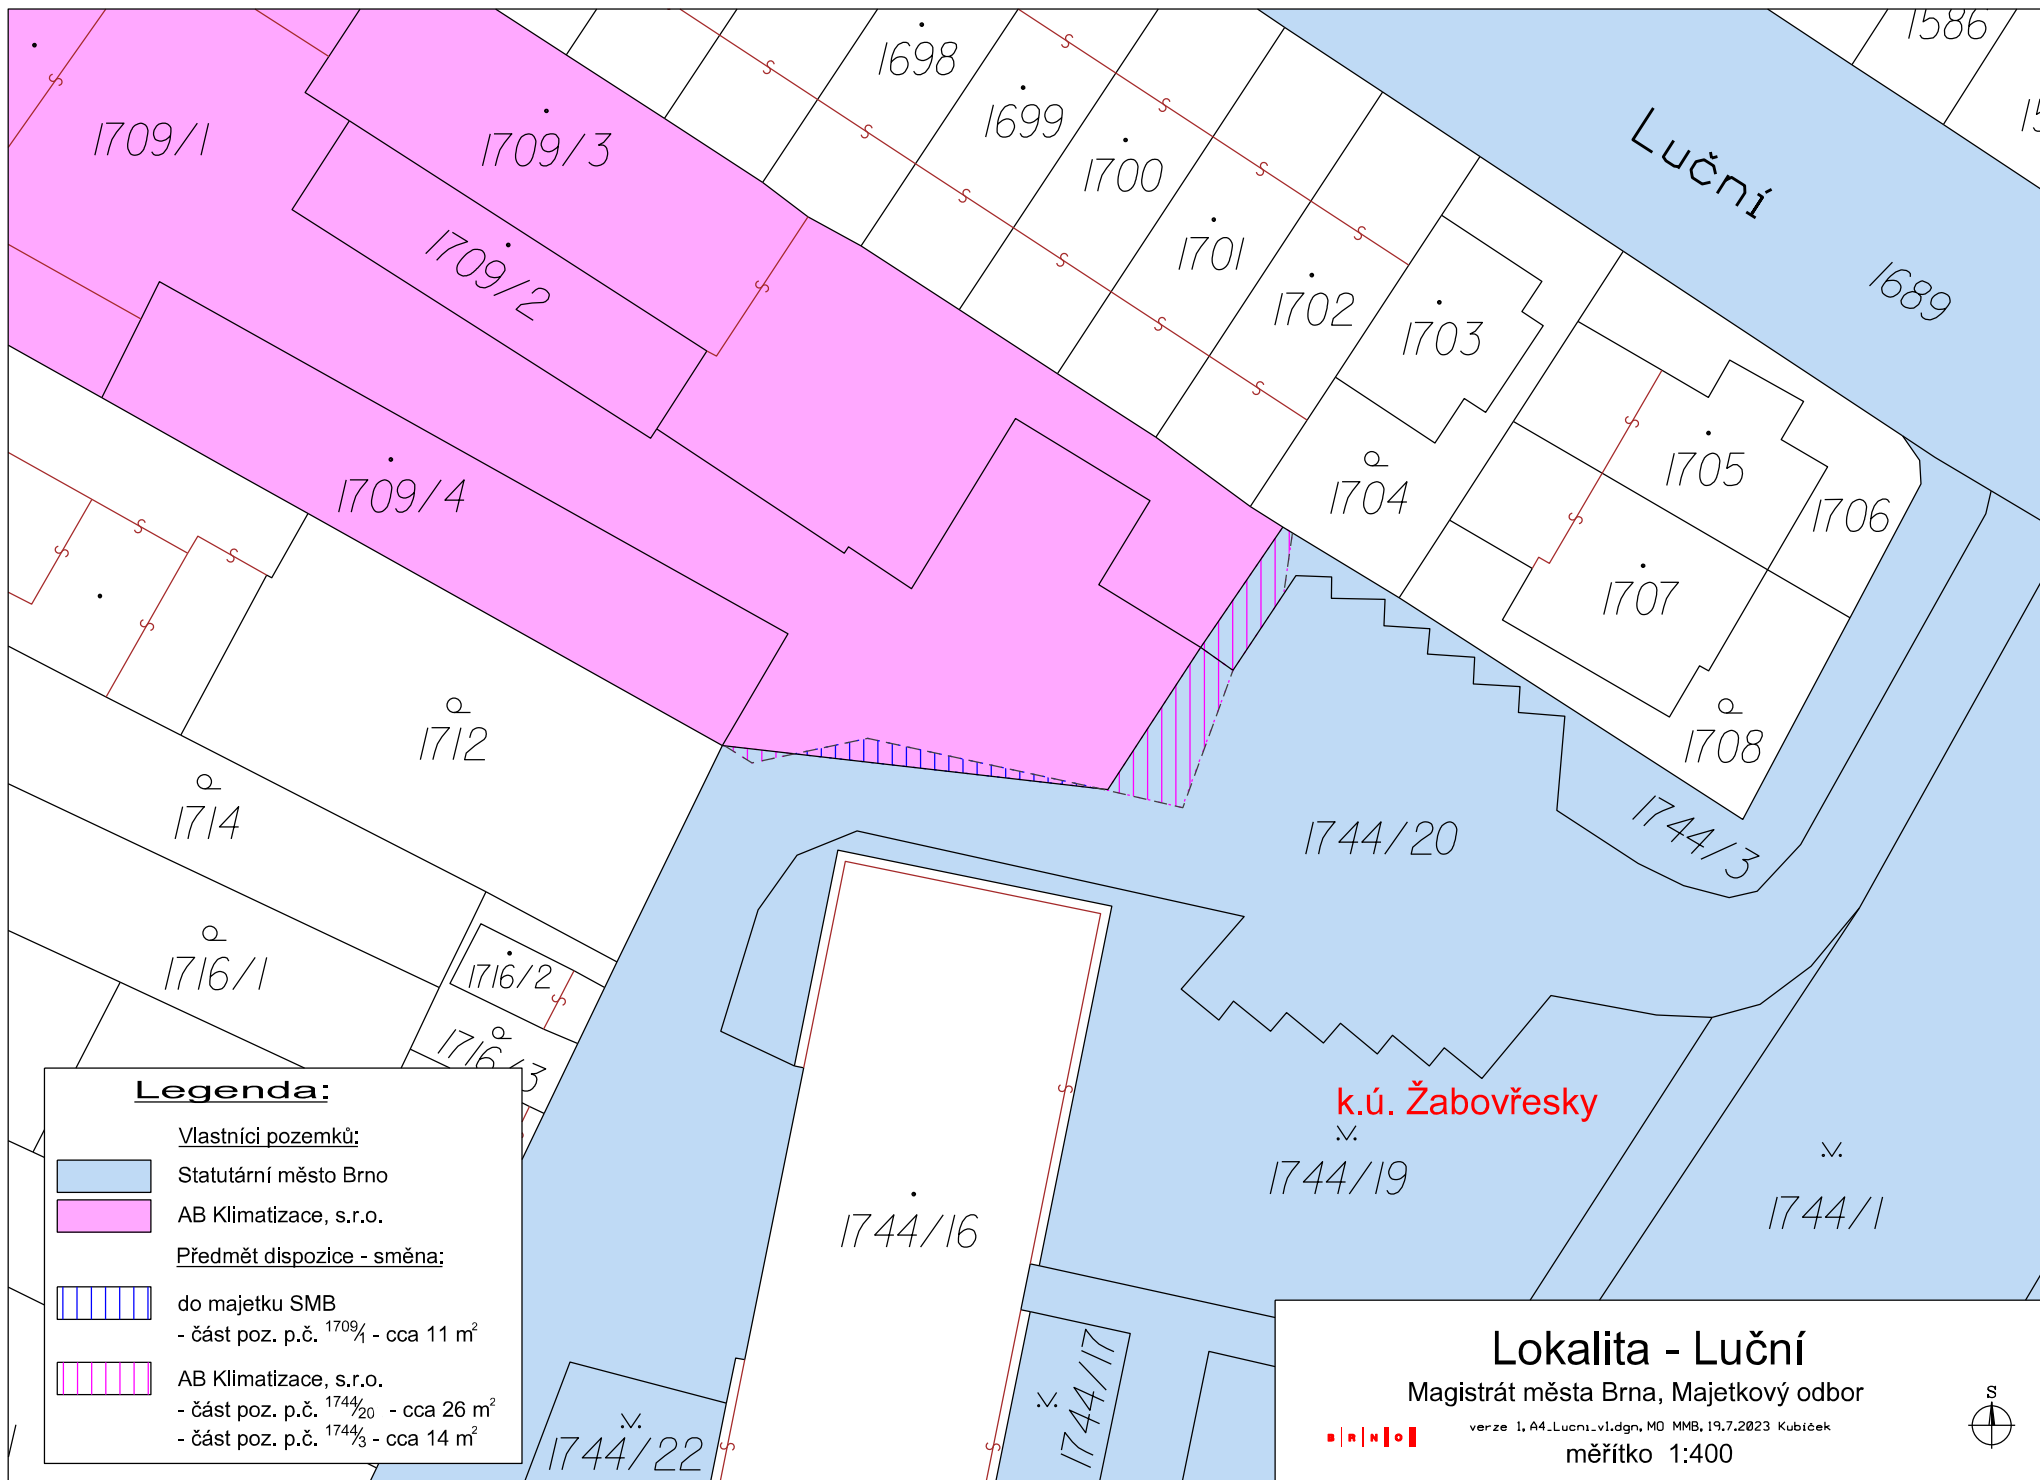 1586
1698
1699
1709/1
1709/3
1700
Luční
1701
1709/2
1702
1703
1689
1705
1704
1709/4
1706
1707
1712
1708
1714
1744/20
1744/3
1716/1
1716/2
1716/3
k.ú. Žabovřesky
1744/19
1744/1
1744/16
1744/17
1744/22
Legenda:
Vlastníci pozemků:
Statutární město Brno
AB Klimatizace, s.r.o.
Předmět dispozice - směna:
do majetku SMB
- část poz. p.č. 1709/1 - cca 11 m²
AB Klimatizace, s.r.o.
- část poz. p.č. 1744/20 - cca 26 m²
- část poz. p.č. 1744/3 - cca 14 m²
Lokalita - Luční
Magistrát města Brna, Majetkový odbor
verze 1, A4_Lucni_v1.dgn, MO MMB, 19.7.2023 Kubíček
měřítko 1:400
BRNO
S